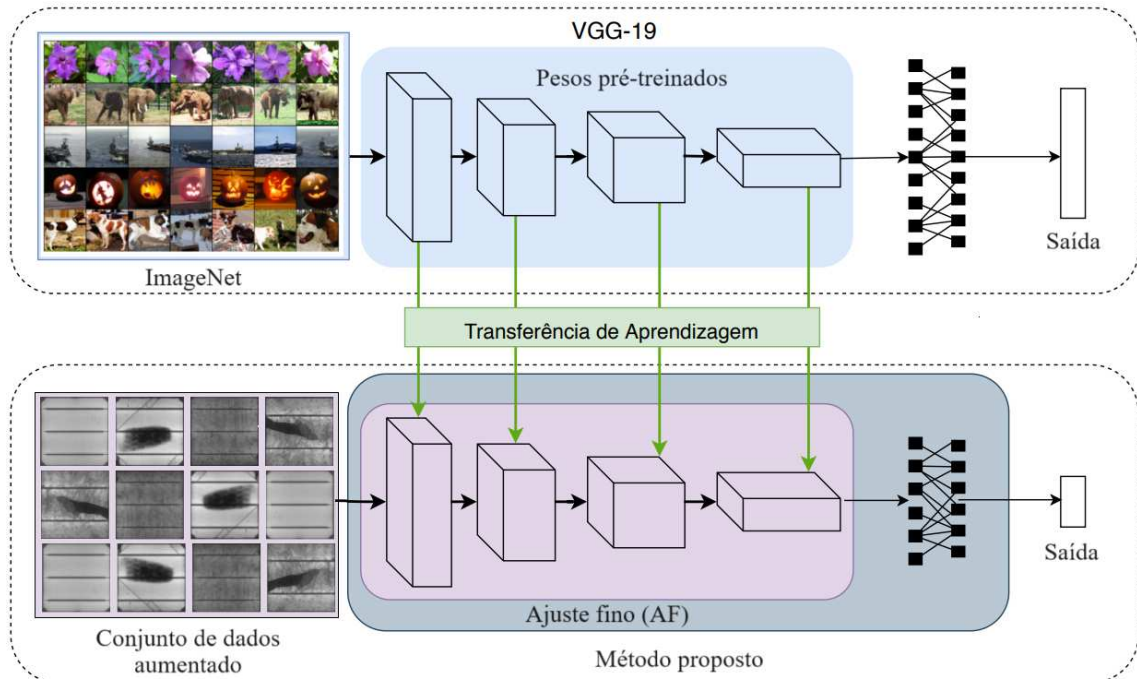 VGG-19
Pesos pré-treinados
ImageNet
Saída
Transferência de Aprendizagem
Ajuste fino (AF)
Saída
Conjunto de dados
aumentado
Método proposto